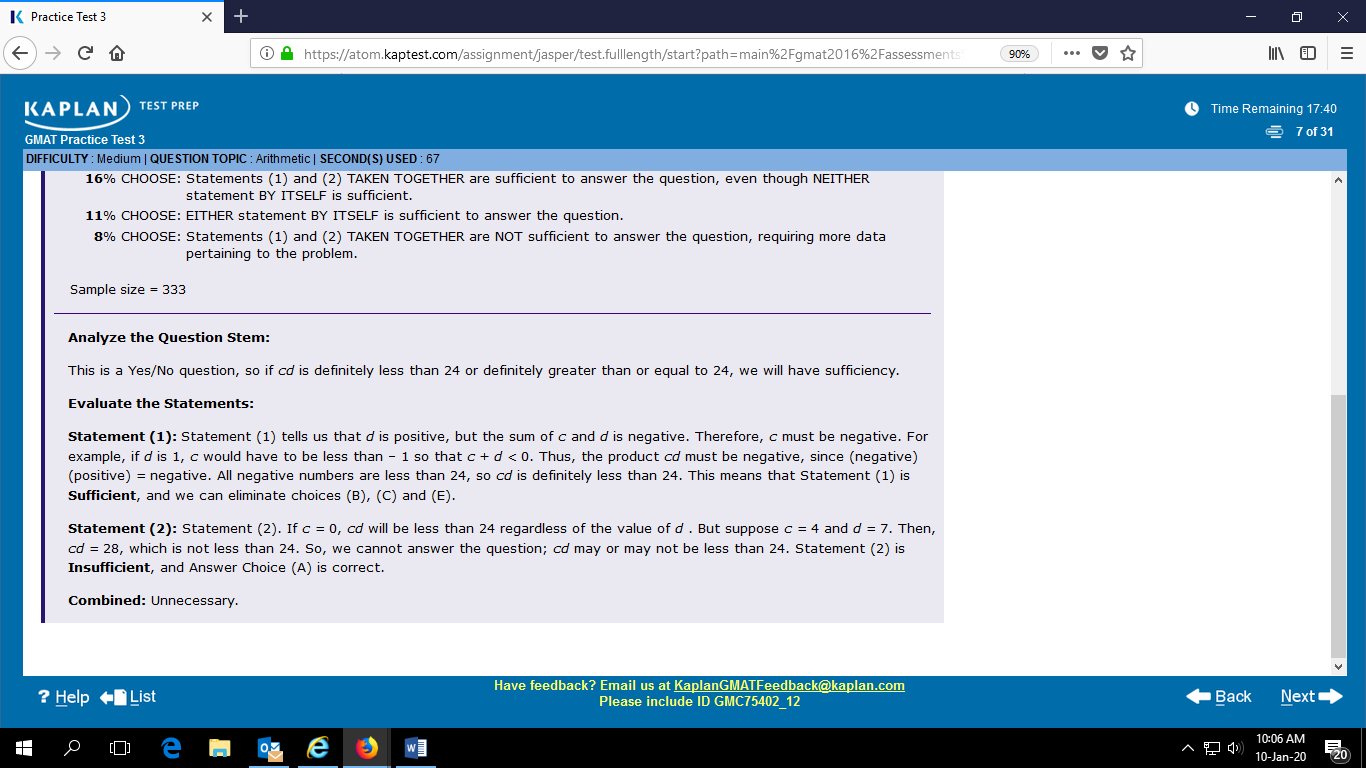 Practice Test 3
https://atom.kaptest.com/assignment/jasper/test.fulllength/start?path=main%2Fgmat2016%2Fassessments
90%
KAPLAN TEST PREP
Time Remaining 17:40
GMAT Practice Test 3
7 of 31
DIFFICULTY : Medium | QUESTION TOPIC : Arithmetic | SECOND(S) USED : 67
16% CHOOSE: Statements (1) and (2) TAKEN TOGETHER are sufficient to answer the question, even though NEITHER
statement BY ITSELF is sufficient.
11% CHOOSE: EITHER statement BY ITSELF is sufficient to answer the question.
8% CHOOSE: Statements (1) and (2) TAKEN TOGETHER are NOT sufficient to answer the question, requiring more data
pertaining to the problem.
Sample size = 333
Analyze the Question Stem:
This is a Yes/No question, so if cd is definitely less than 24 or definitely greater than or equal to 24, we will have sufficiency.
Evaluate the Statements:
Statement (1): Statement (1) tells us that d is positive, but the sum of c and d is negative. Therefore, c must be negative. For
example, if d is 1, c would have to be less than − 1 so that c + d < 0. Thus, the product cd must be negative, since (negative)
(positive) = negative. All negative numbers are less than 24, so cd is definitely less than 24. This means that Statement (1) is
Sufficient, and we can eliminate choices (B), (C) and (E).
Statement (2): Statement (2). If c = 0, cd will be less than 24 regardless of the value of d . But suppose c = 4 and d = 7. Then,
cd = 28, which is not less than 24. So, we cannot answer the question; cd may or may not be less than 24. Statement (2) is
Insufficient, and Answer Choice (A) is correct.
Combined: Unnecessary.
? Help List
Have feedback? Email us at KaplanGMATFeedback@kaplan.com
Please include ID GMC75402_12
Back Next
10:06 AM
10-Jan-20
20